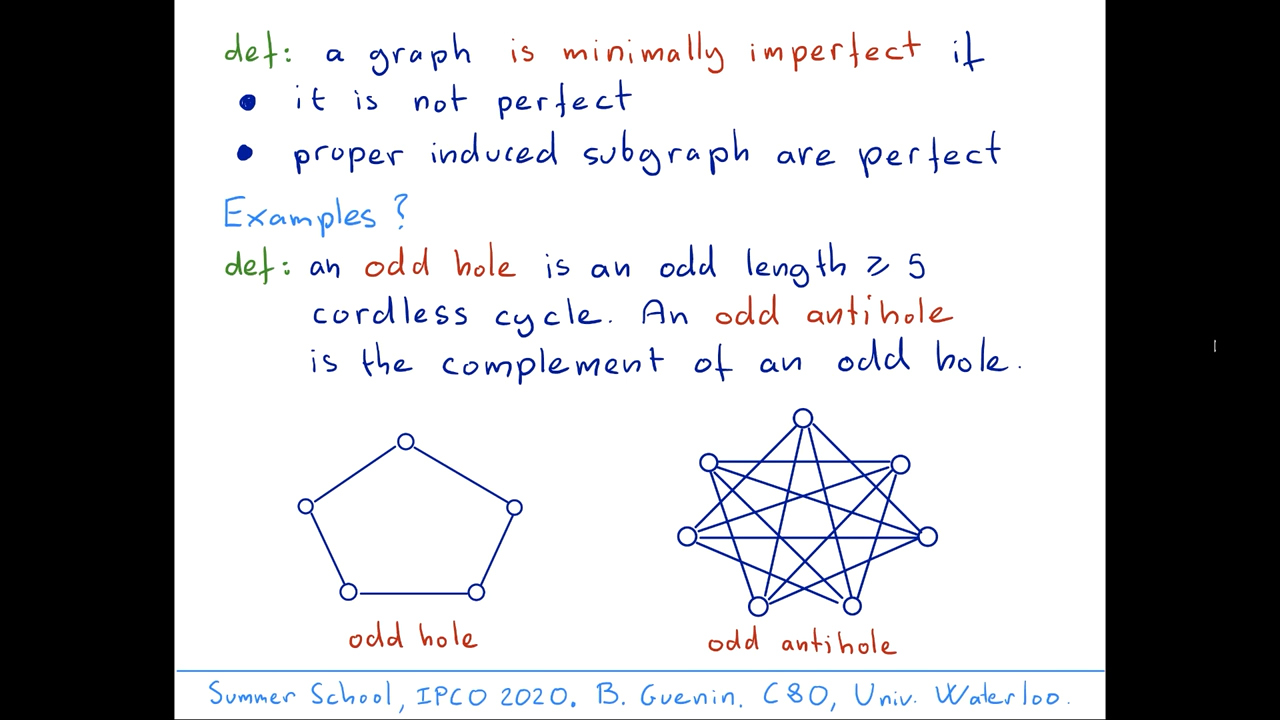 def: a graph is minimally imperfect if
• it is not perfect
• proper induced subgraph are perfect
Examples?
def: an odd hole is an odd length ≥ 5
cordless cycle. An odd antihole
is the complement of an odd hole.
odd hole
odd antihole
Summer School, IPCO 2020. B. Guenin. C&O, Univ. Waterloo.